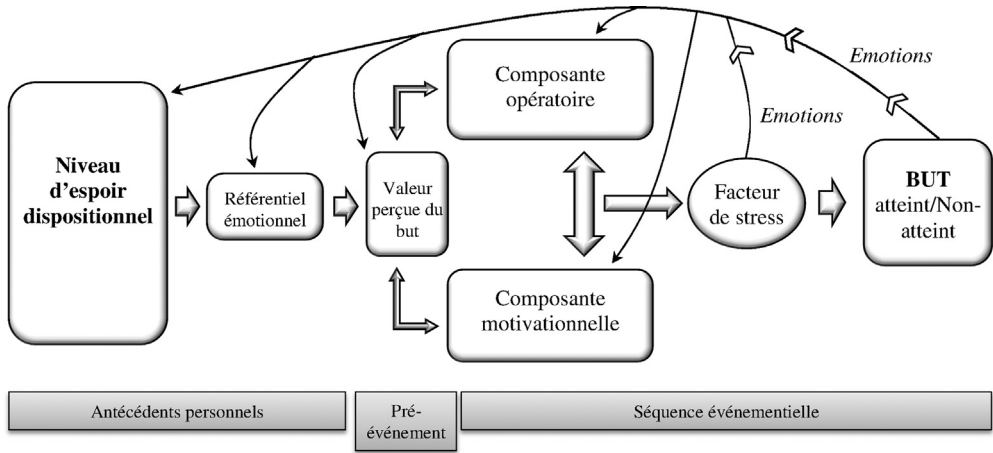 Niveau
d’espoir
dispositionnel
Référentiel
émotionnel
Valeur
perçue du
but
Composante
opératoire
Composante
motivationnelle
Facteur
de stress
Emotions
Emotions
BUT
atteint/Non-
atteint
Antécédents personnels
Pré-
événement
Séquence événementielle